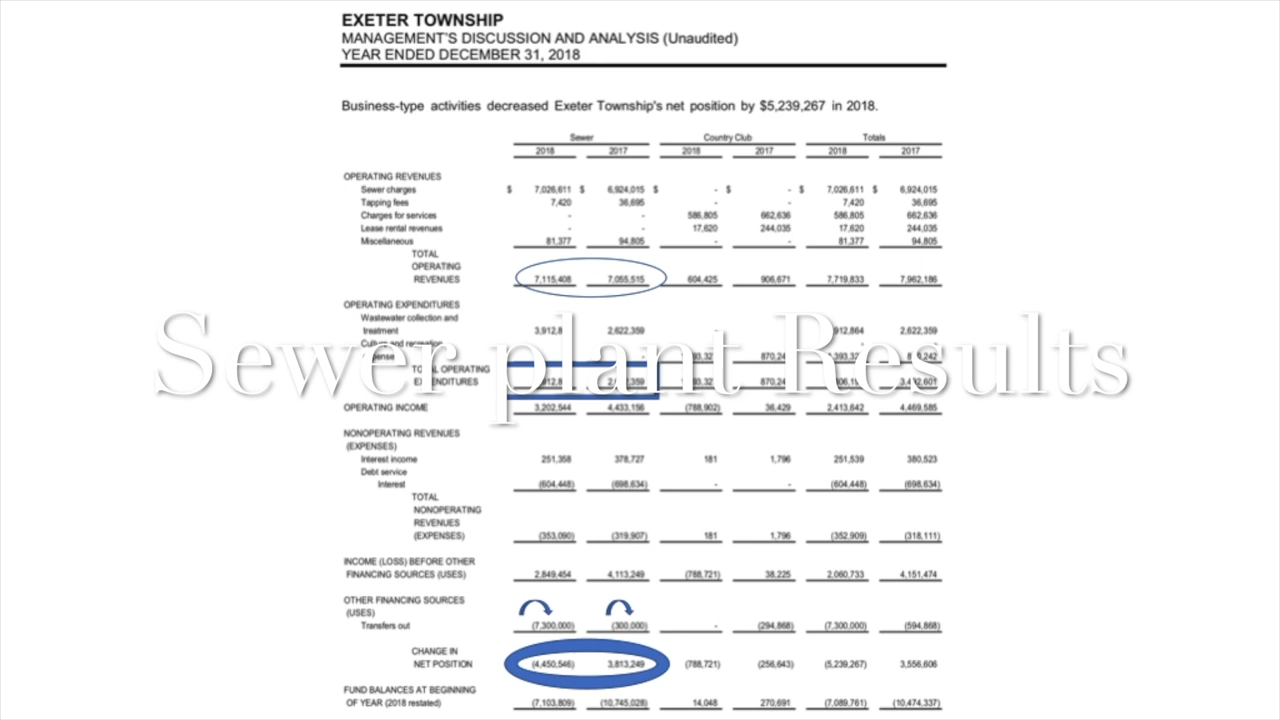 EXETER TOWNSHIP
MANAGEMENT'S DISCUSSION AND ANALYSIS (Unaudited)
YEAR ENDED DECEMBER 31, 2018
Business-type activities decreased Exeter Township's net position by $5,239,267 in 2018.
Sewer Country Club Totals
2018 2017 2018 2017 2018 2017
OPERATING REVENUES
Sewer charges $ 7,026,611 $ 6,924,015 $ - $ - $ 7,026,611 $ 6,924,015
Tapping fees 7,420 36,695 - - 7,420 36,695
Charges for services - - 586,805 662,636 586,805 662,636
Lease rental revenues - - 17,620 244,035 17,620 244,035
Miscellaneous 81,377 94,805 - - 81,377 94,805
TOTAL
OPERATING
REVENUES 7,115,408 7,055,515 604,425 906,671 7,719,833 7,962,186
OPERATING EXPENDITURES
Wastewater collection and
treatment 2,622,359 2,622,359
Sewer plant Results
TOTAL OPERATING
EXPENDITURES
OPERATING INCOME 3,202,544 4,433,156 (788,902) 36,429 2,413,642 4,469,585
NONOPERATING REVENUES
(EXPENSES)
Interest income 251,358 378,727 181 1,796 251,539 380,523
Debt service
Interest (604,448) (698,634) - - (604,448) (698,634)
TOTAL
NONOPERATING
REVENUES
(EXPENSES) (353,090) (319,907) 181 1,796 (352,909) (318,111)
INCOME (LOSS) BEFORE OTHER
FINANCING SOURCES (USES) 2,849,454 4,113,249 (788,721) 38,225 2,060,733 4,151,474
OTHER FINANCING SOURCES
(USES)
Transfers out (7,300,000) (300,000) - (294,868) (7,300,000) (594,868)
CHANGE IN
NET POSITION (4,450,546) 3,813,249 (788,721) (256,643) (5,239,267) 3,556,606
FUND BALANCES AT BEGINNING
OF YEAR (2018 restated) (7,103,809) (10,745,028) 14,048 270,691 (7,089,761) (10,474,337)